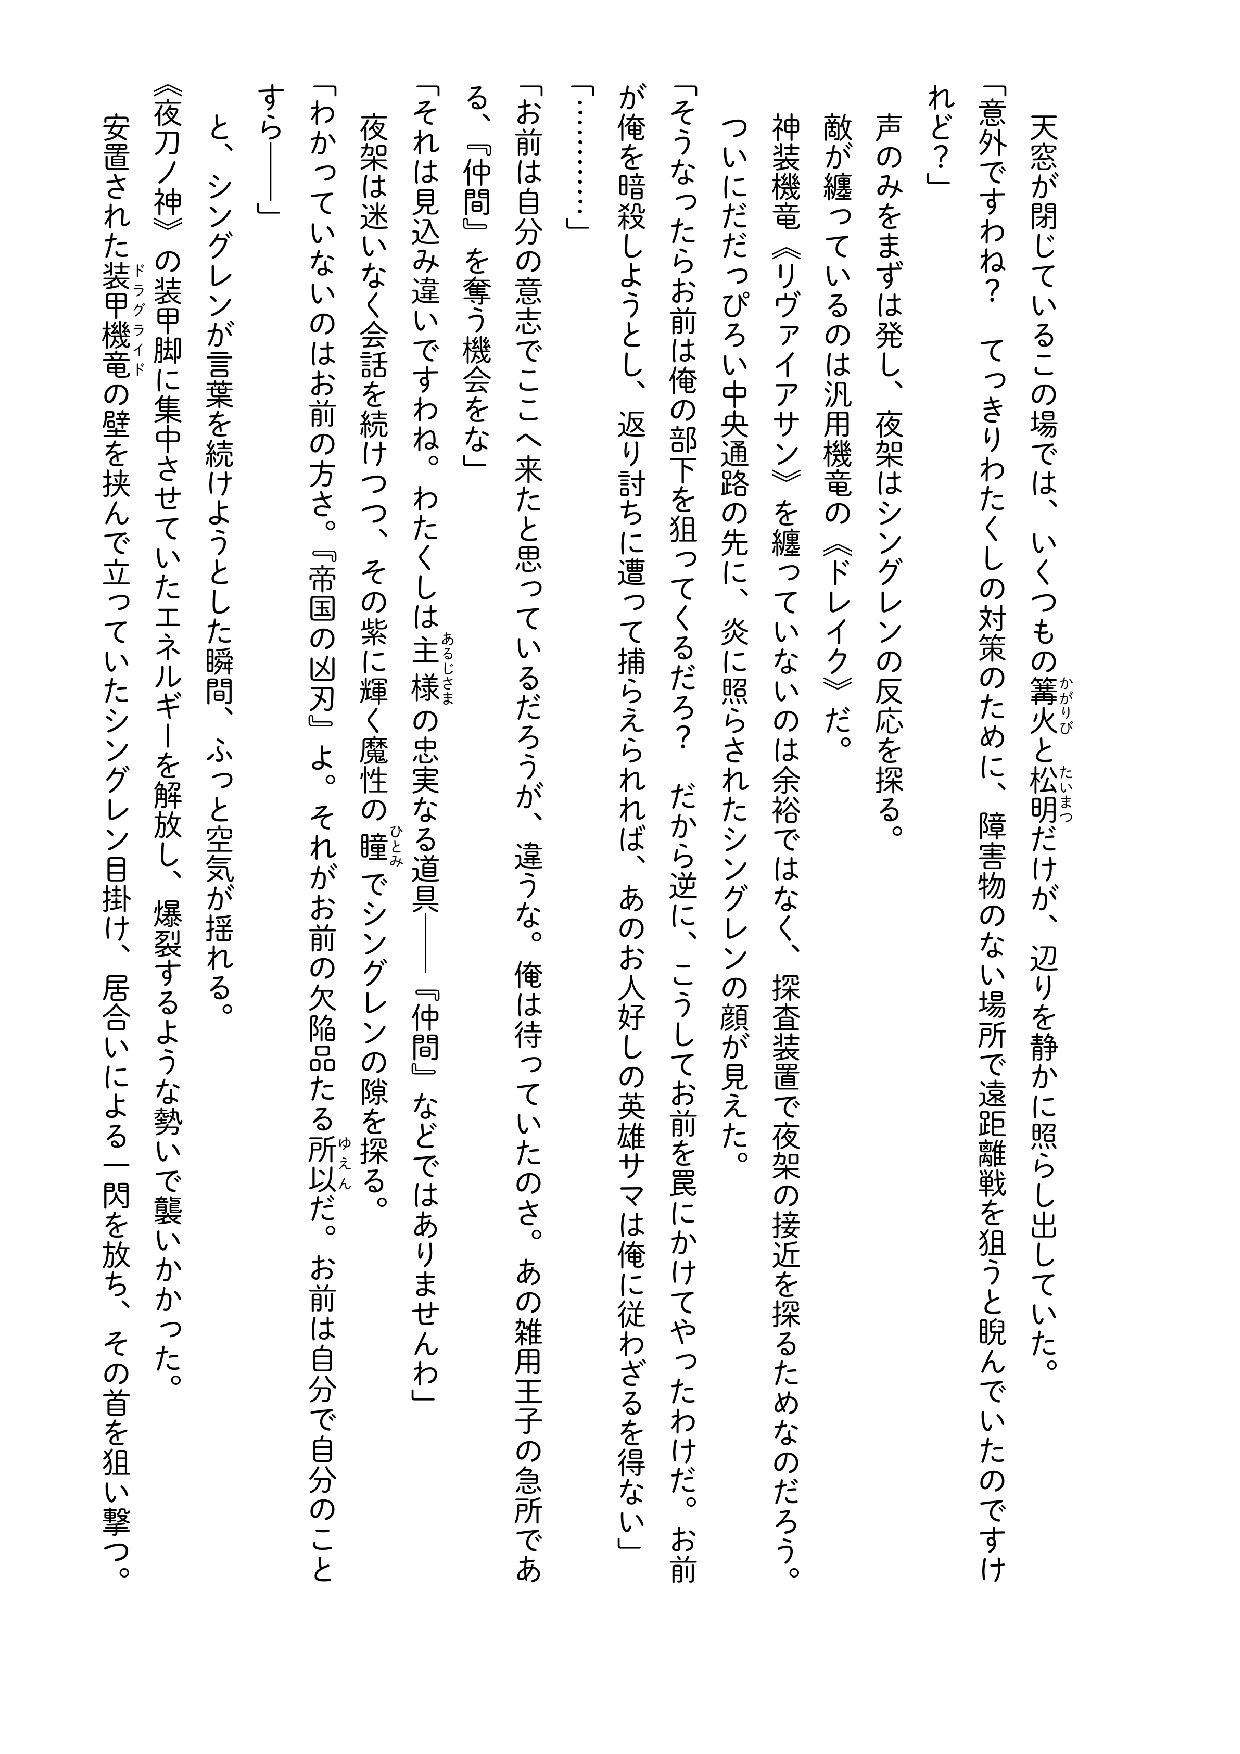 天窓が閉じているこの場では、いくつもの篝火と松明だけが、辺りを静かに照らし出していた。
「意外ですわね？　てっきりわたくしの対策のために、障害物のない場所で遠距離戦を狙うと睨んでいたのですけ
れど？」
声のみをまずは発し、夜架はシングレンの反応を探る。
敵が纏っているのは汎用機竜の《ドレイク》だ。
神装機竜《リヴァイアサン》を纏っていないのは余裕ではなく、探査装置で夜架の接近を探るためなのだろう。
ついにだだっぴろい中央通路の先に、炎に照らされたシングレンの顔が見えた。
「そうなったらお前は俺の部下を狙ってくるだろ？　だから逆に、こうしてお前を罠にかけてやったわけだ。お前
が俺を暗殺しようとし、返り討ちに遭って捕らえられれば、あのお人好しの英雄サマは俺に従わざるを得ない」
「…………」
「お前は自分の意志でここへ来たと思っているだろうが、違うな。俺は待っていたのさ。あの雑用王子の急所であ
る、『仲間』を奪う機会をな」
「それは見込み違いですわね。わたくしは主様の忠実なる道具――『仲間』などではありませんわ」
夜架は迷いなく会話を続けつつ、その紫に輝く魔性の瞳でシングレンの隙を探る。
「わかっていないのはお前の方さ。『帝国の凶刃』よ。それがお前の欠陥品たる所以だ。お前は自分で自分のこと
すら――」
と、シングレンが言葉を続けようとした瞬間、ふっと空気が揺れる。
《夜刀ノ神》の装甲脚に集中させていたエネルギーを解放し、爆裂するような勢いで襲いかかった。
安置された装甲機竜の壁を挟んで立っていたシングレン目掛け、居合いによる一閃を放ち、その首を狙い撃つ。
かがりび
たいまつ
あるじさま
ひとみ
ゆえん
ドラグライド